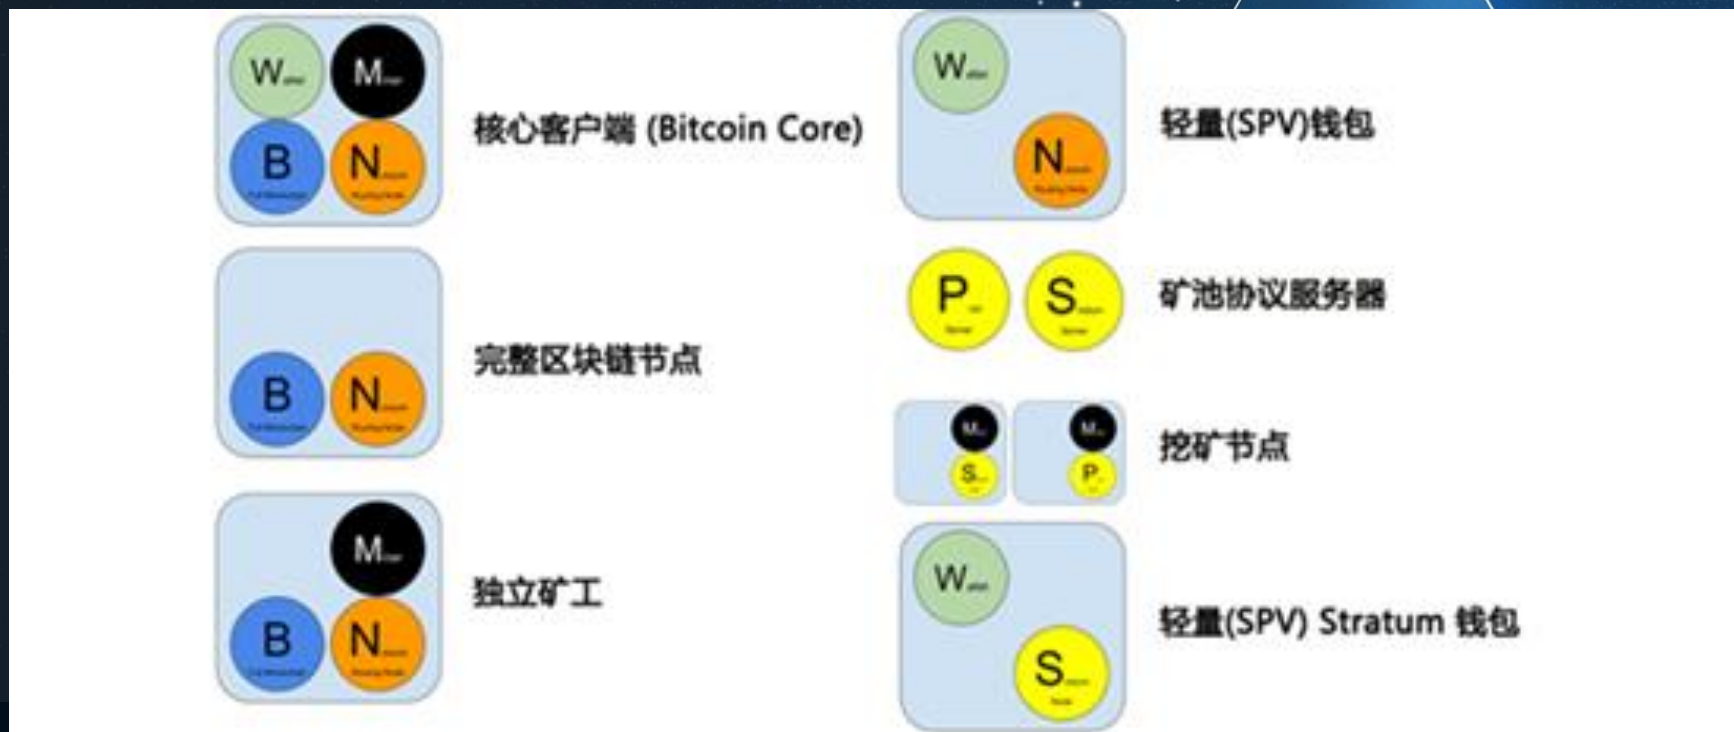 W
M
B
N
核心客户端 (Bitcoin Core)
B
N
完整区块链节点
M
B
N
独立矿工
W
N
轻量(SPV)钱包
P
S
矿池协议服务器
M
S
M
P
挖矿节点
W
S
轻量(SPV) Stratum 钱包